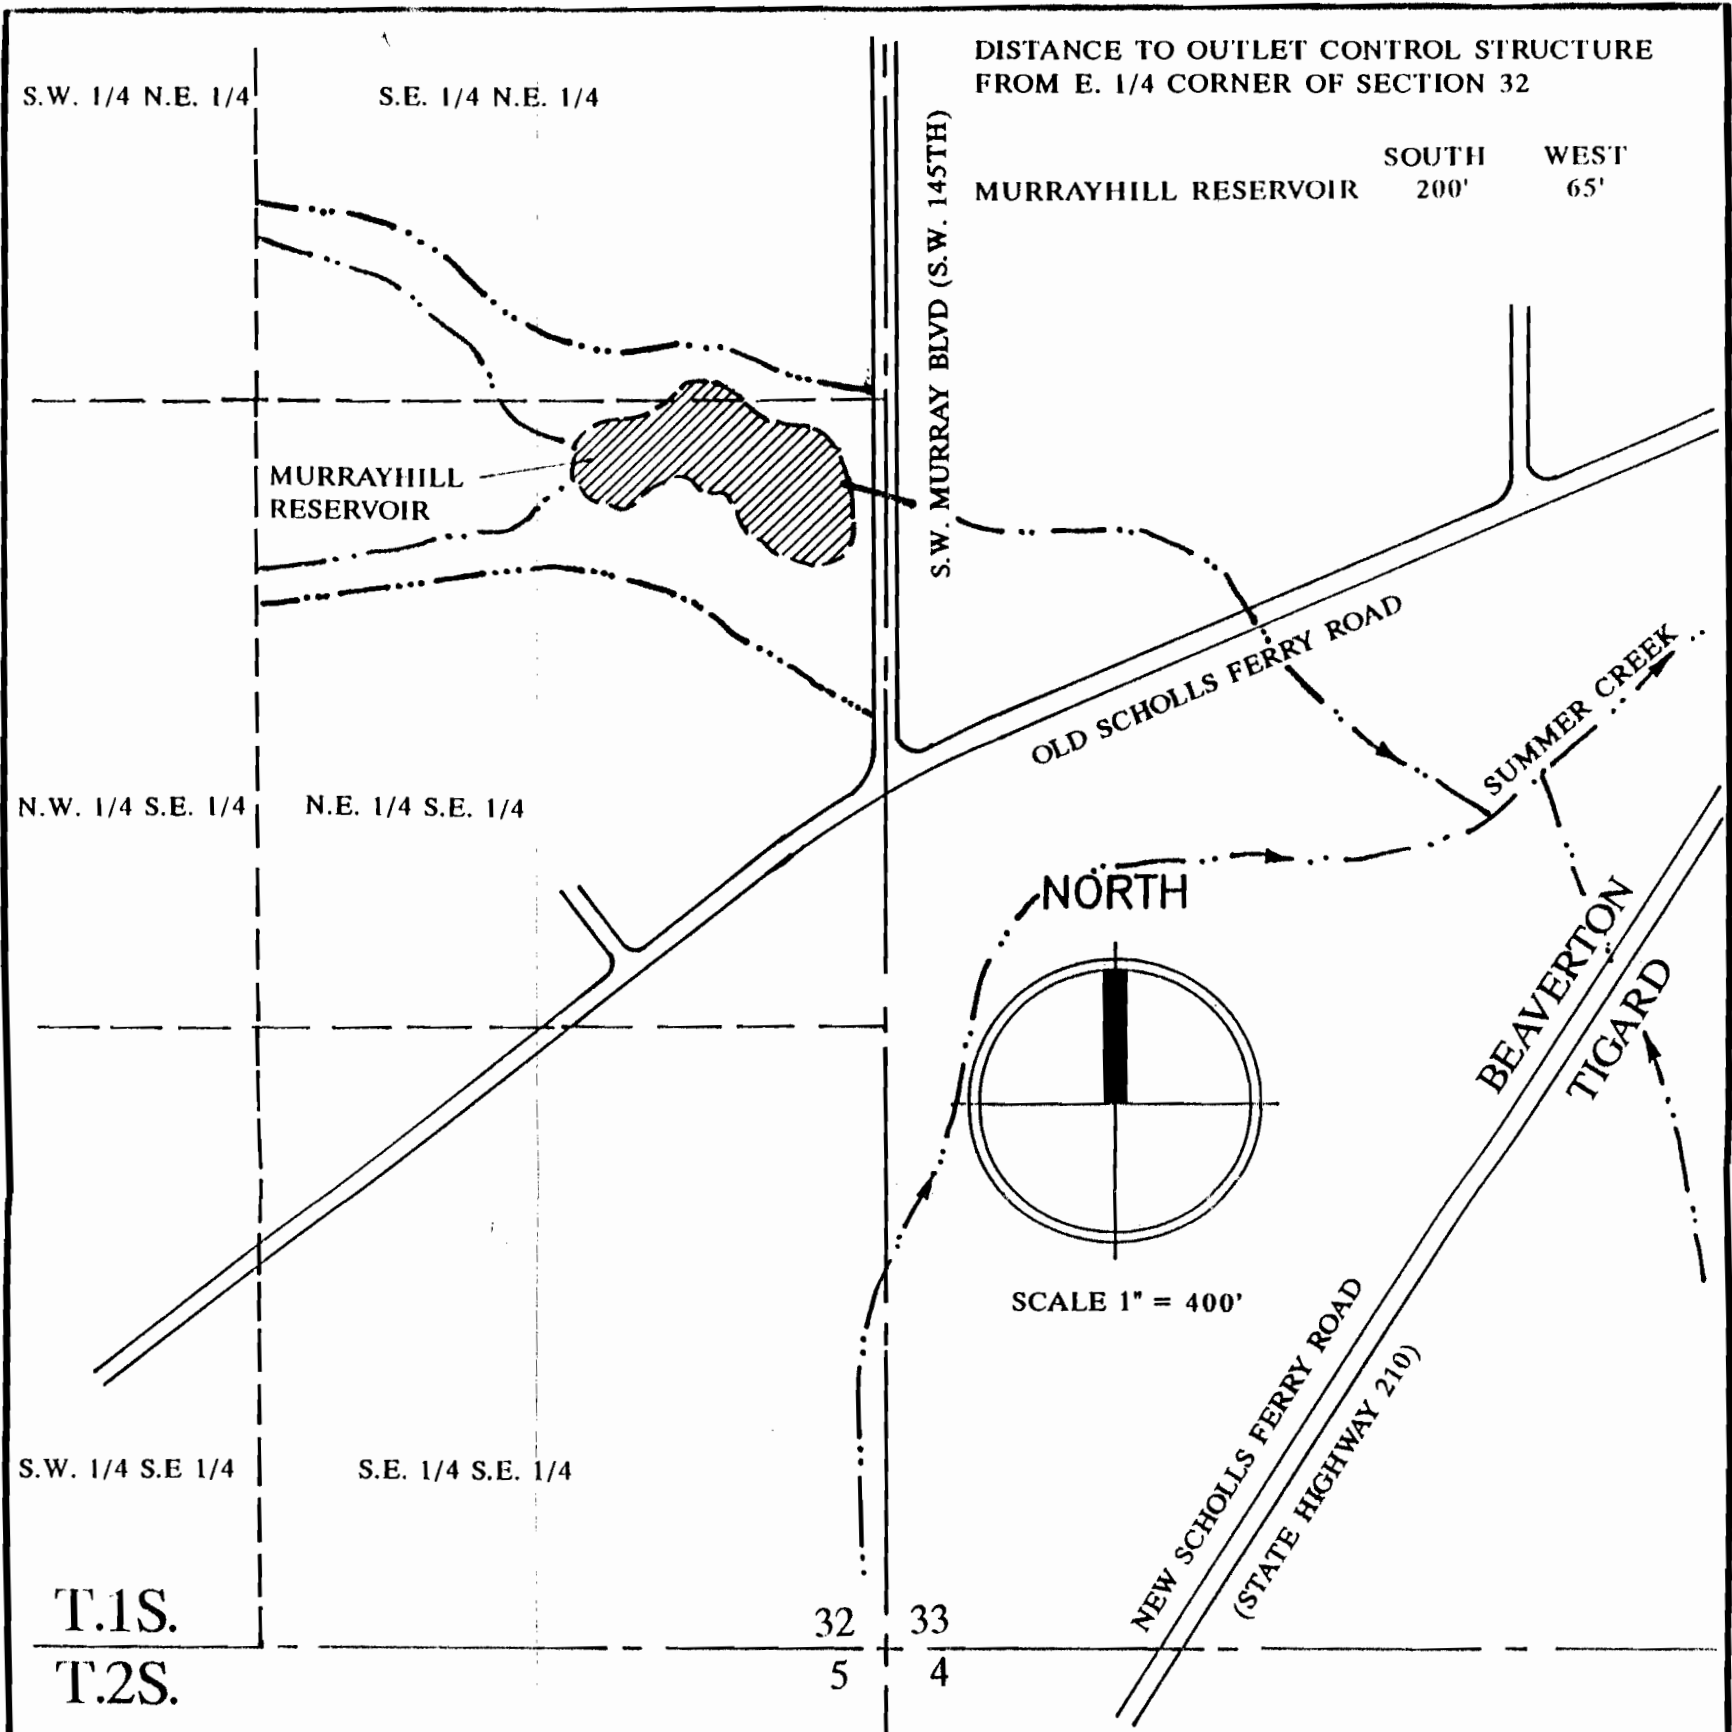 DISTANCE TO OUTLET CONTROL STRUCTURE
FROM E. 1/4 CORNER OF SECTION 32
SOUTH WEST
MURRAYHILL RESERVOIR 200' 65'
S.W. 1/4 N.E. 1/4
S.E. 1/4 N.E. 1/4
S.W. MURRAY BLVD (S.W. 145TH)
MURRAYHILL
RESERVOIR
OLD SCHOLLS FERRY ROAD
SUMMER CREEK
N.W. 1/4 S.E. 1/4
N.E. 1/4 S.E. 1/4
NORTH
BEAVERTON
TIGARD
SCALE 1" = 400'
NEW SCHOLLS FERRY ROAD
(STATE HIGHWAY 210)
S.W. 1/4 S.E 1/4
S.E. 1/4 S.E. 1/4
T.1S.
32 33
T.2S.
5 4